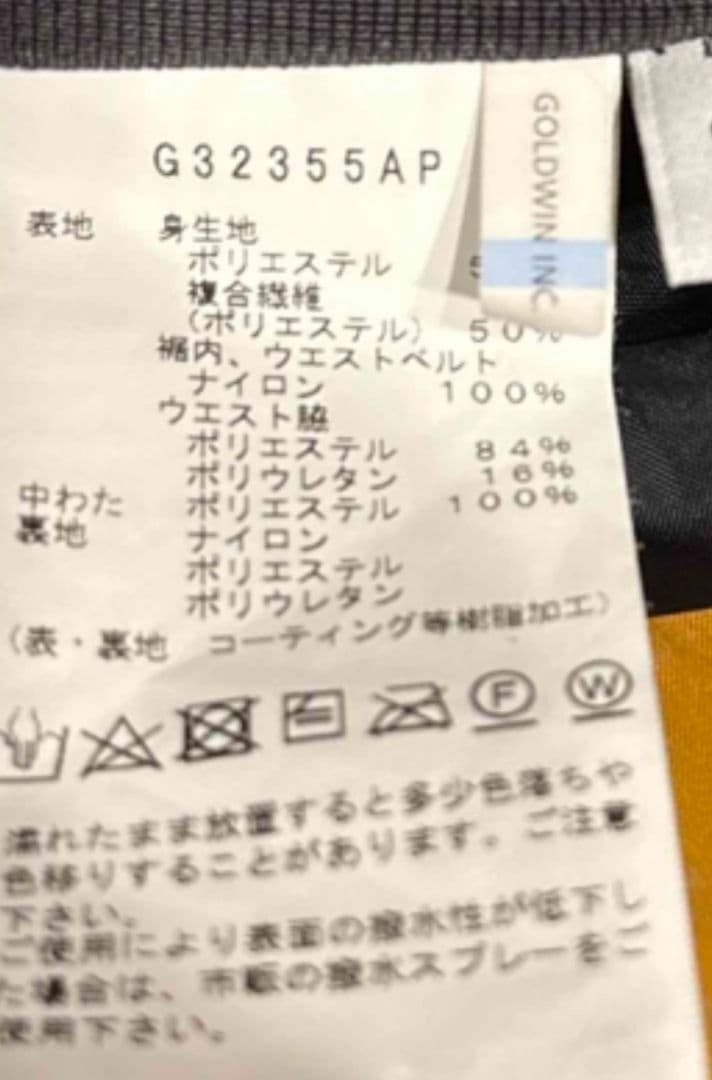 G32355AP
GOLDWIN INC.
表地 身生地
ポリエステル
複合繊維
(ポリエステル) 50%
裾内、ウエストベルト
ナイロン 100%
ウエスト脇
ポリエステル 84%
ポリウレタン 16%
中わた ポリエステル 100%
裏地 ナイロン
ポリエステル
ポリウレタン
(表・裏地 コーティング等樹脂加工)
F W
濡れたまま放置すると多少色落ちや
色移りすることがあります。ご注意
下さい。
ご使用により表面の撥水性が低下し
た場合は、市販の撥水スプレーをご
使用下さい。